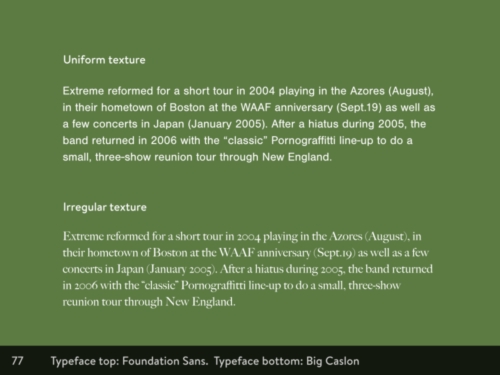 Uniform texture
Extreme reformed for a short tour in 2004 playing in the Azores (August),
in their hometown of Boston at the WAAF anniversary (Sept.19) as well as
a few concerts in Japan (January 2005). After a hiatus during 2005, the
band returned in 2006 with the “classic” Pornograffitti line-up to do a
small, three-show reunion tour through New England.
Irregular texture
Extreme reformed for a short tour in 2004 playing in the Azores (August), in
their hometown of Boston at the WAAF anniversary (Sept.19) as well as a few
concerts in Japan (January 2005). After a hiatus during 2005, the band returned
in 2006 with the “classic” Pornograffitti line-up to do a small, three-show
reunion tour through New England.
77 Typeface top: Foundation Sans. Typeface bottom: Big Caslon